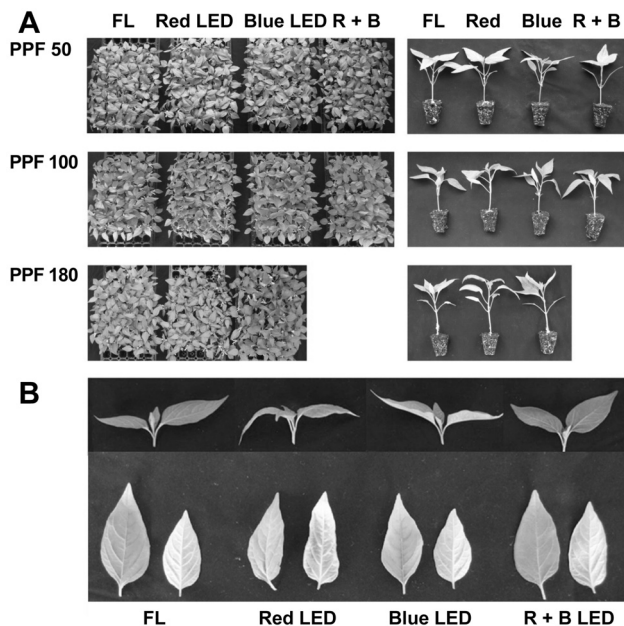 A
FL Red LED Blue LED R + B
FL Red Blue R + B
PPF 50
PPF 100
PPF 180
B
FL Red LED Blue LED R + B LED